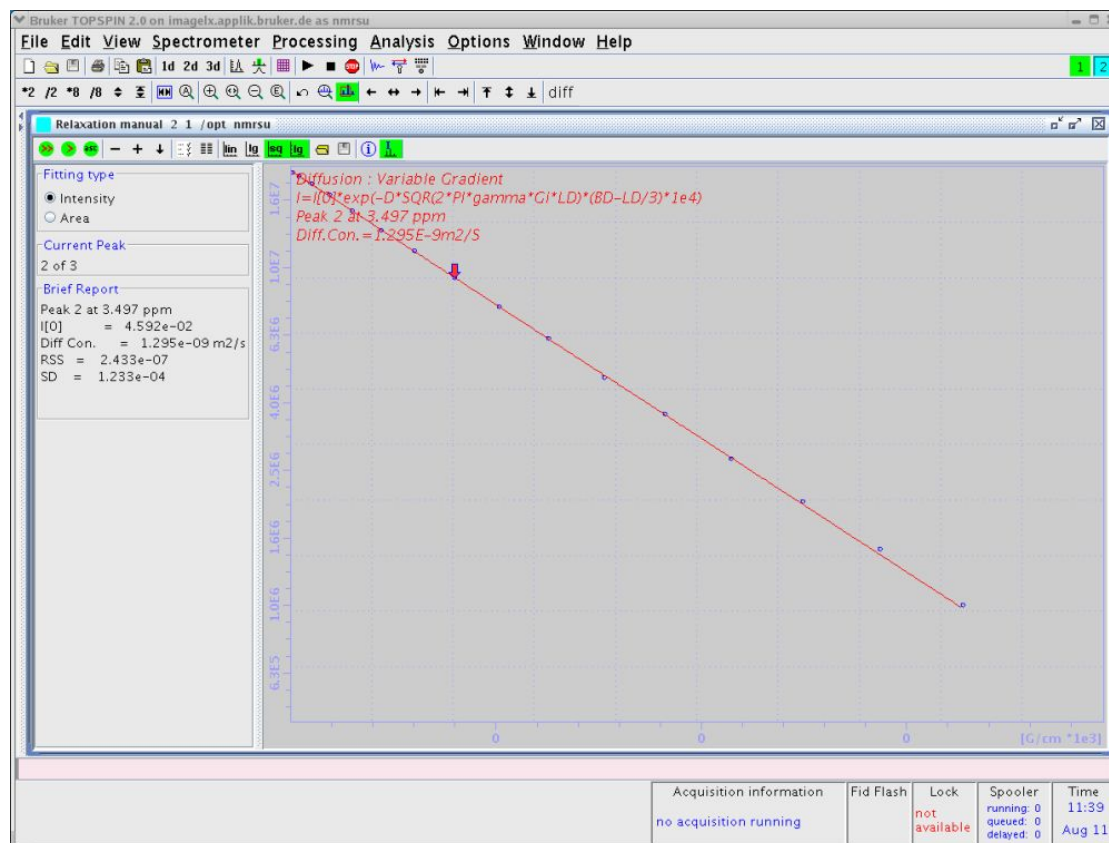 Bruker TOPSPIN 2.0 on imagelx.applik.bruker.de as nmrsu
File Edit View Spectrometer Processing Analysis Options Window Help
1d 2d 3d
1 2
*2 /2 *8 /8 diff
Relaxation manual 2 1 /opt nmrsu
asc lin lg sq lg
Fitting type
Intensity
Area
Current Peak
2 of 3
Brief Report
Peak 2 at 3.497 ppm
I[0] = 4.592e-02
Diff Con. = 1.295e-09 m2/s
RSS = 2.433e-07
SD = 1.233e-04
Diffusion : Variable Gradient
I=I[0]*exp(-D*SQR(2*PI*gamma*Gi*LD)*(BD-LD/3)*1e4)
Peak 2 at 3.497 ppm
Diff.Con.=1.295E-9m2/S
1.6E7
1.0E7
6.3E6
4.0E6
2.5E6
1.6E6
1.0E6
6.3E5
0 0 0 [G/cm *1e3]
Acquisition information
no acquisition running
Fid Flash
Lock
not
available
Spooler
running: 0
queued: 0
delayed: 0
Time
11:39
Aug 11